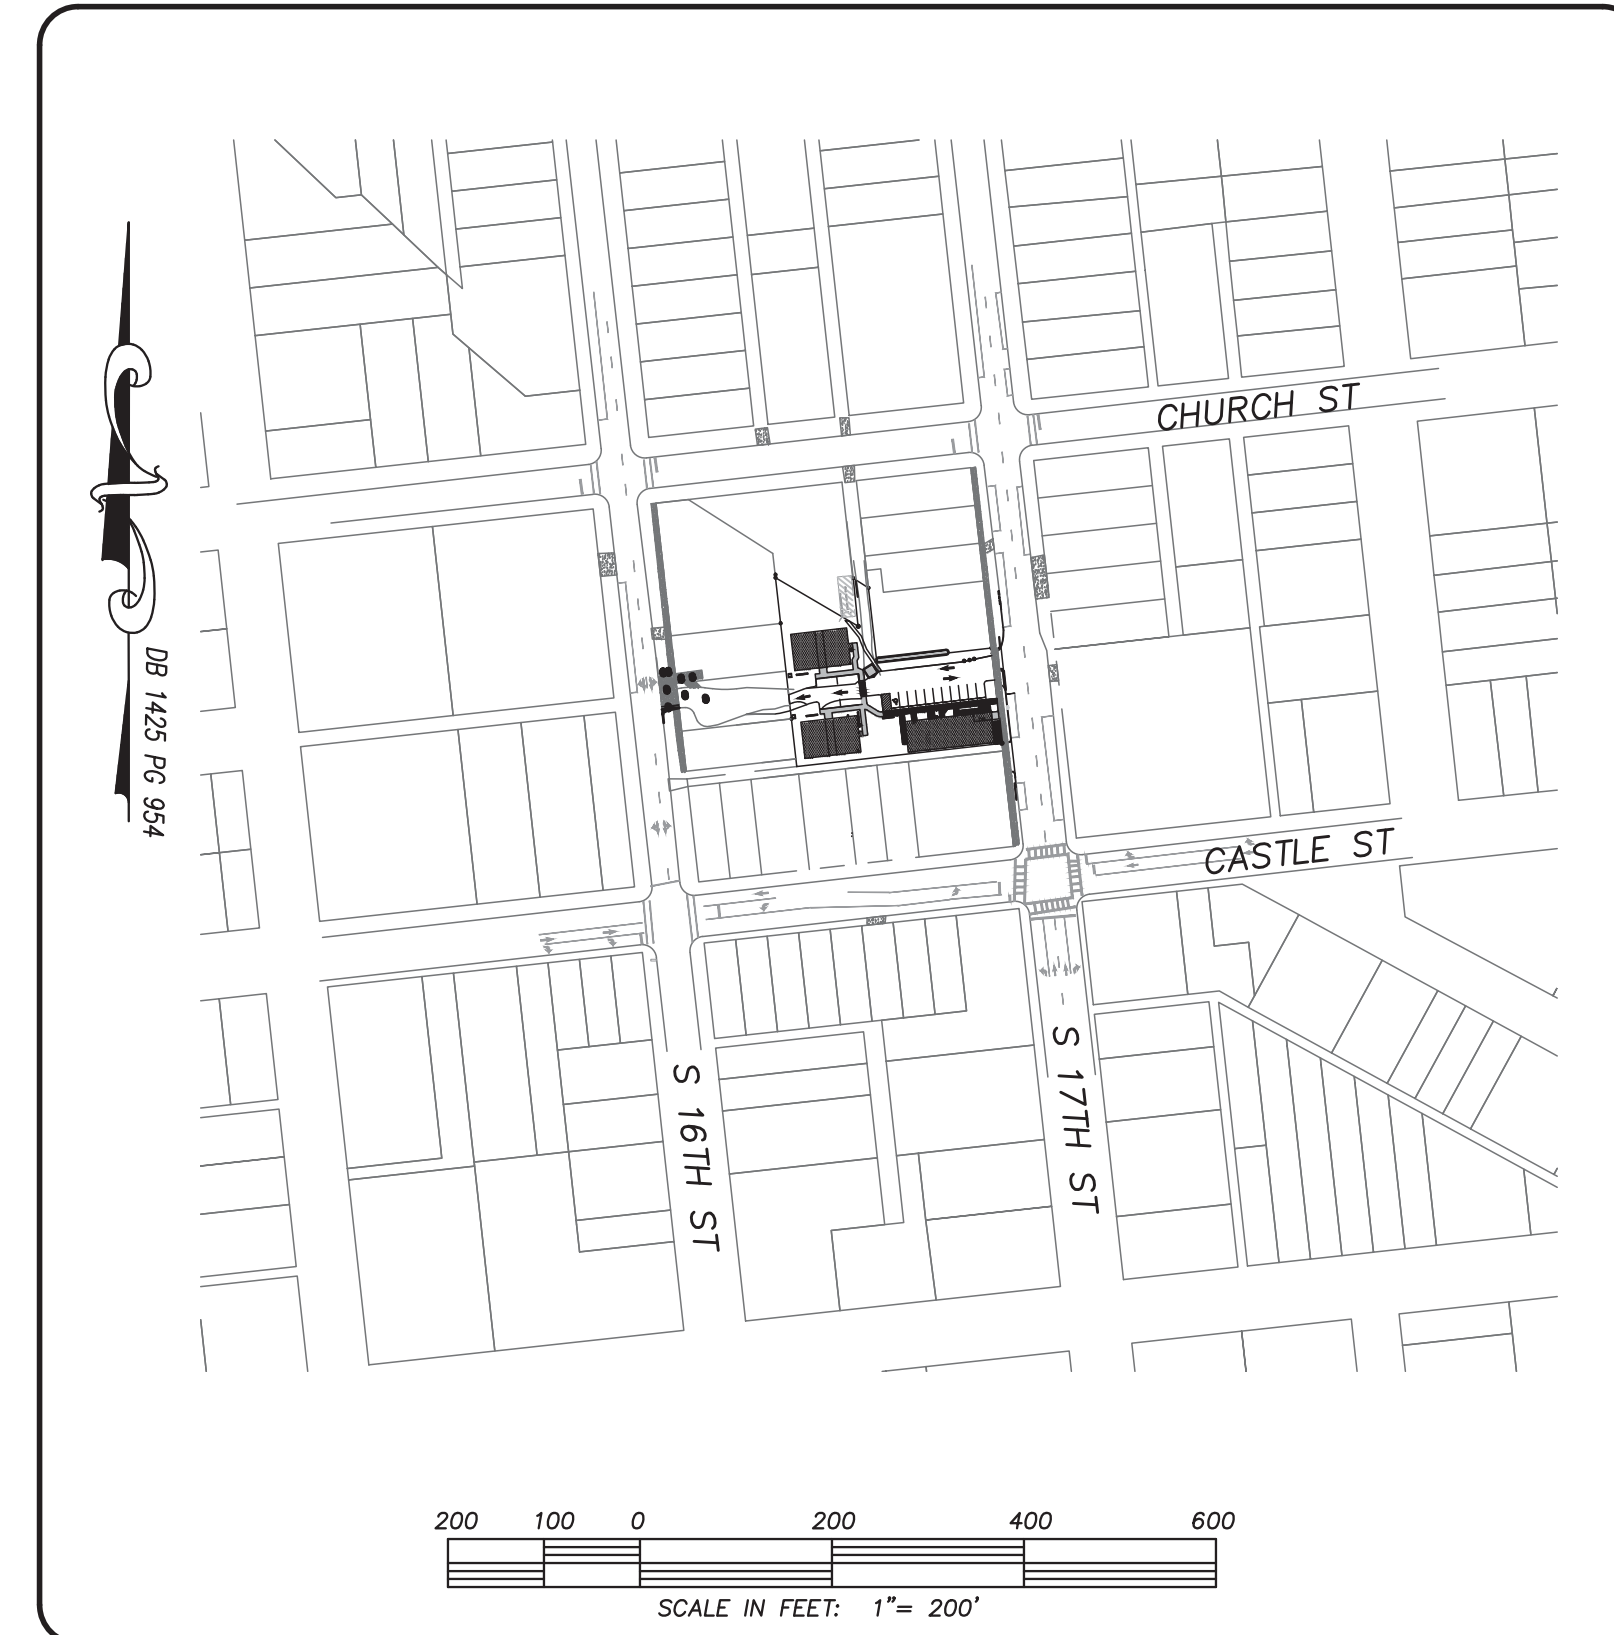 CHURCH ST
DB 1425 PG 954
CASTLE ST
S 16TH ST
S 17TH ST
200 100 0 200 400 600
SCALE IN FEET: 1"= 200'